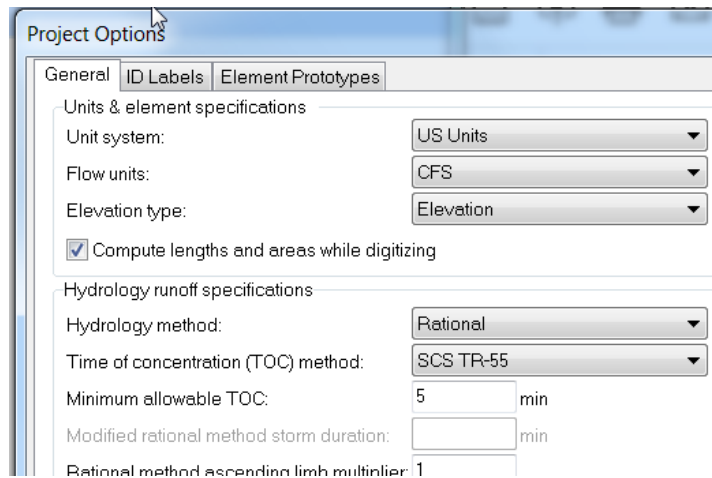 Project Options
General ID Labels Element Prototypes
Units & element specifications
Unit system: US Units
Flow units: CFS
Elevation type: Elevation
Compute lengths and areas while digitizing
Hydrology runoff specifications
Hydrology method: Rational
Time of concentration (TOC) method: SCS TR-55
Minimum allowable TOC: 5 min
Modified rational method storm duration: min
Rational method ascending limb multiplier: 1